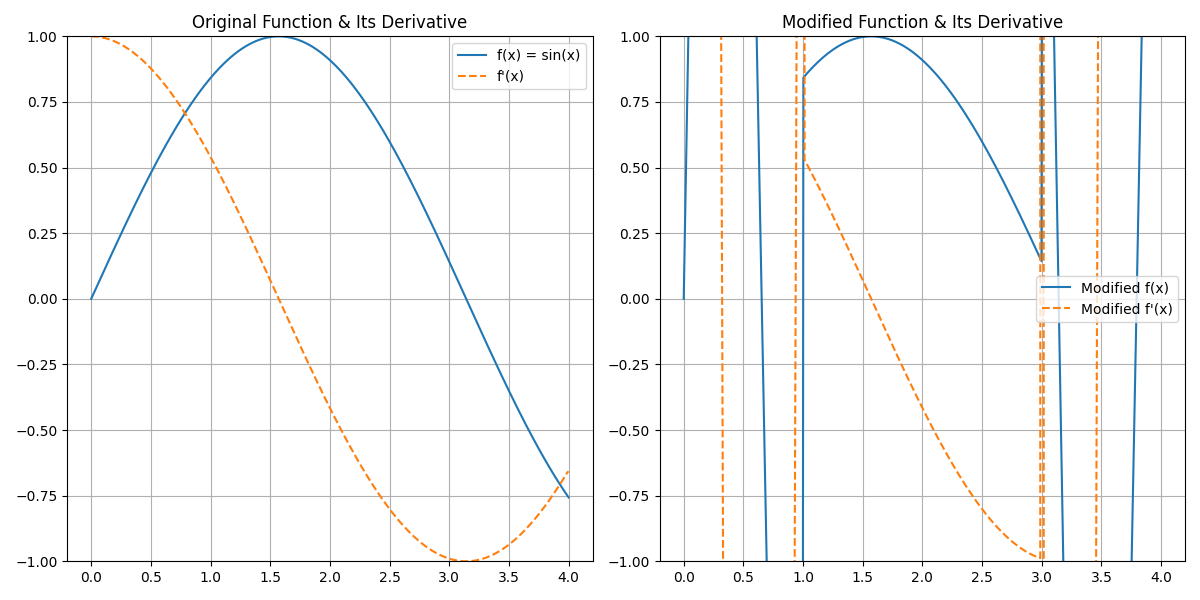 Original Function & Its Derivative
1.00
0.75
0.50
0.25
0.00
−0.25
−0.50
−0.75
−1.00
f(x) = sin(x)
f'(x)
0.0 0.5 1.0 1.5 2.0 2.5 3.0 3.5 4.0
Modified Function & Its Derivative
1.00
0.75
0.50
0.25
0.00
−0.25
−0.50
−0.75
−1.00
Modified f(x)
Modified f'(x)
0.0 0.5 1.0 1.5 2.0 2.5 3.0 3.5 4.0